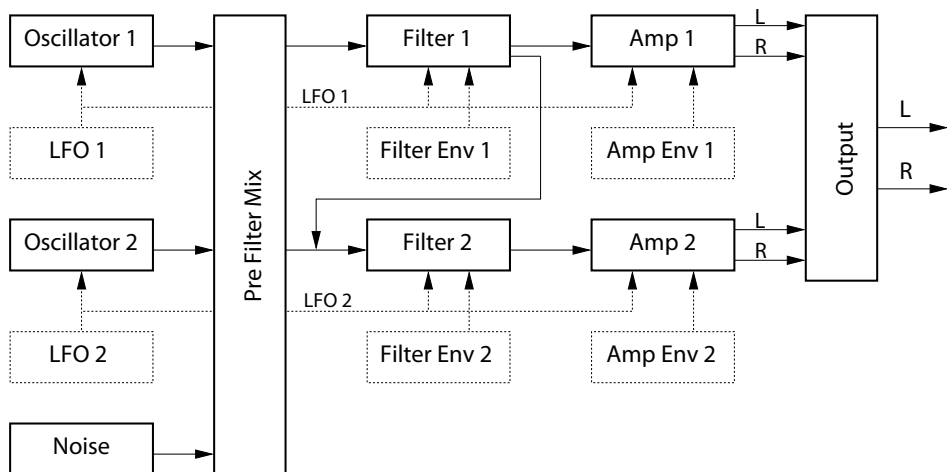 Oscillator 1
Filter 1
Amp 1
L
R
LFO 1
LFO 1
Filter Env 1
Amp Env 1
Pre Filter Mix
Output
L
R
Oscillator 2
Filter 2
Amp 2
L
R
LFO 2
LFO 2
Filter Env 2
Amp Env 2
Noise